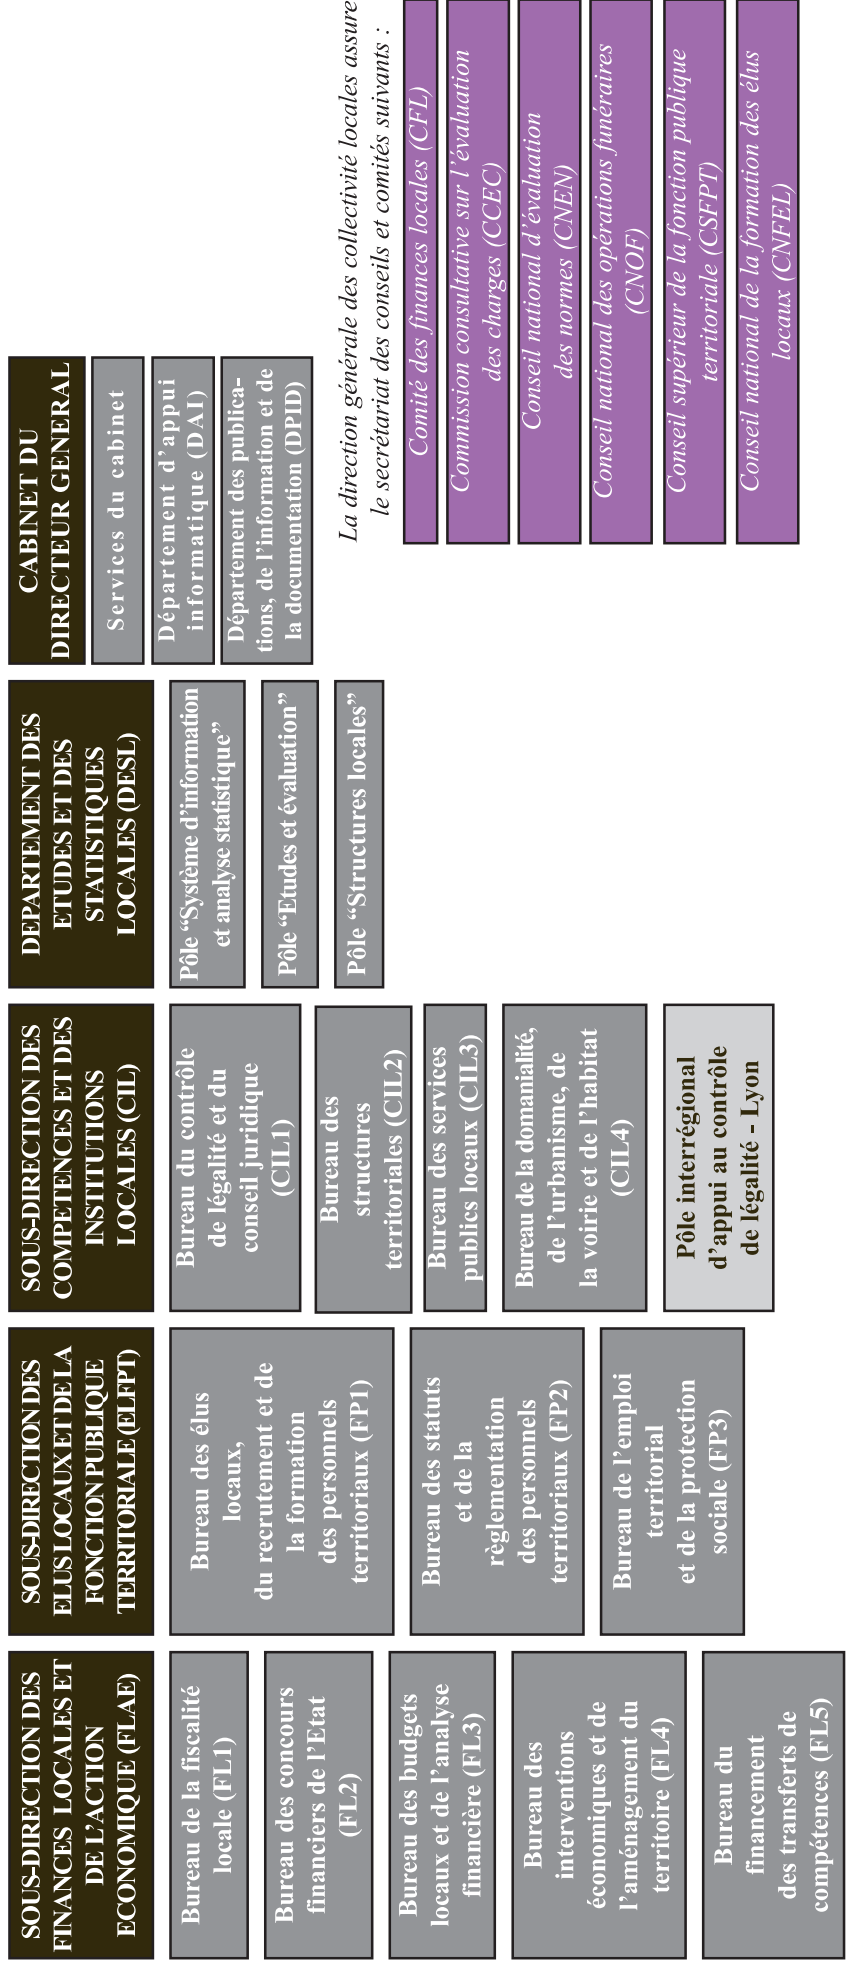 SOUS-DIRECTION DES
FINANCES LOCALES ET
DE L'ACTION
ECONOMIQUE (FLAE)
Bureau de la fiscalité
locale (FL1)
Bureau des concours
financiers de l'Etat
(FL2)
Bureau des budgets
locaux et de l'analyse
financière (FL3)
Bureau des
interventions
économiques et de
l'aménagement du
territoire (FL4)
Bureau du
financement
des transferts de
compétences (FL5)
SOUS-DIRECTION DES
ELUS LOCAUX ET DE LA
FONCTION PUBLIQUE
TERRITORIALE (ELFPT)
Bureau des élus
locaux,
du recrutement et de
la formation
des personnels
territoriaux (FP1)
Bureau des statuts
et de la
règlementation
des personnels
territoriaux (FP2)
Bureau de l'emploi
territorial
et de la protection
sociale (FP3)
SOUS-DIRECTION DES
COMPETENCES ET DES
INSTITUTIONS
LOCALES (CIL)
Bureau du contrôle
de légalité et du
conseil juridique
(CIL1)
Bureau des
structures
territoriales (CIL2)
Bureau des services
publics locaux (CIL3)
Bureau de la domanialité,
de l'urbanisme, de
la voirie et de l'habitat
(CIL4)
Pôle interrégional
d'appui au contrôle
de légalité - Lyon
DEPARTEMENT DES
ETUDES ET DES
STATISTIQUES
LOCALES (DESL)
Pôle “Système d'information
et analyse statistique”
Pôle “Etudes et évaluation”
Pôle “Structures locales”
CABINET DU
DIRECTEUR GENERAL
Services du cabinet
Département d'appui
informatique (DAI)
Département des publica-
tions, de l'information et de
la documentation (DPID)
La direction générale des collectivité locales assure
le secrétariat des conseils et comités suivants :
Comité des finances locales (CFL)
Commission consultative sur l'évaluation
des charges (CCEC)
Conseil national d'évaluation
des normes (CNEN)
Conseil national des opérations funéraires
(CNOF)
Conseil supérieur de la fonction publique
territoriale (CSFPT)
Conseil national de la formation des élus
locaux (CNFEL)